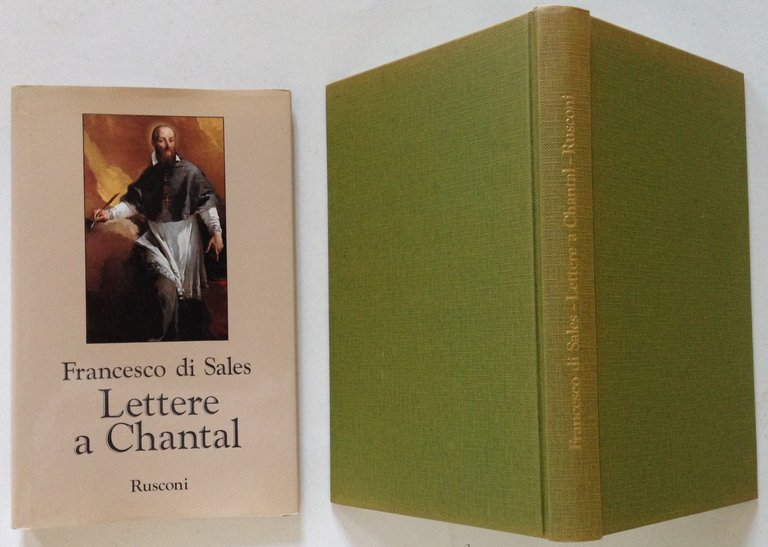 Francesco di Sales
Lettere
a Chantal
Rusconi
Francesco di Sales - Lettere a Chantal - Rusconi